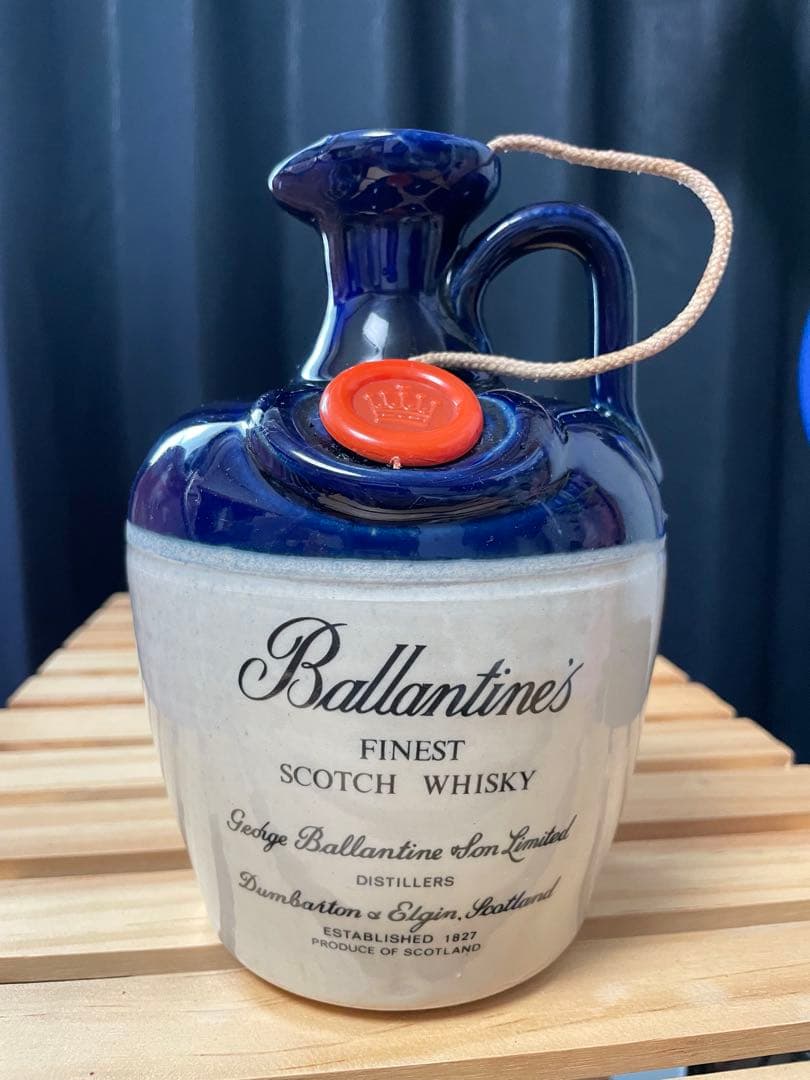 Ballantine's
FINEST
SCOTCH WHISKY
George Ballantine & Son Limited
DISTILLERS
Dumbarton & Elgin, Scotland
ESTABLISHED 1827
PRODUCE OF SCOTLAND